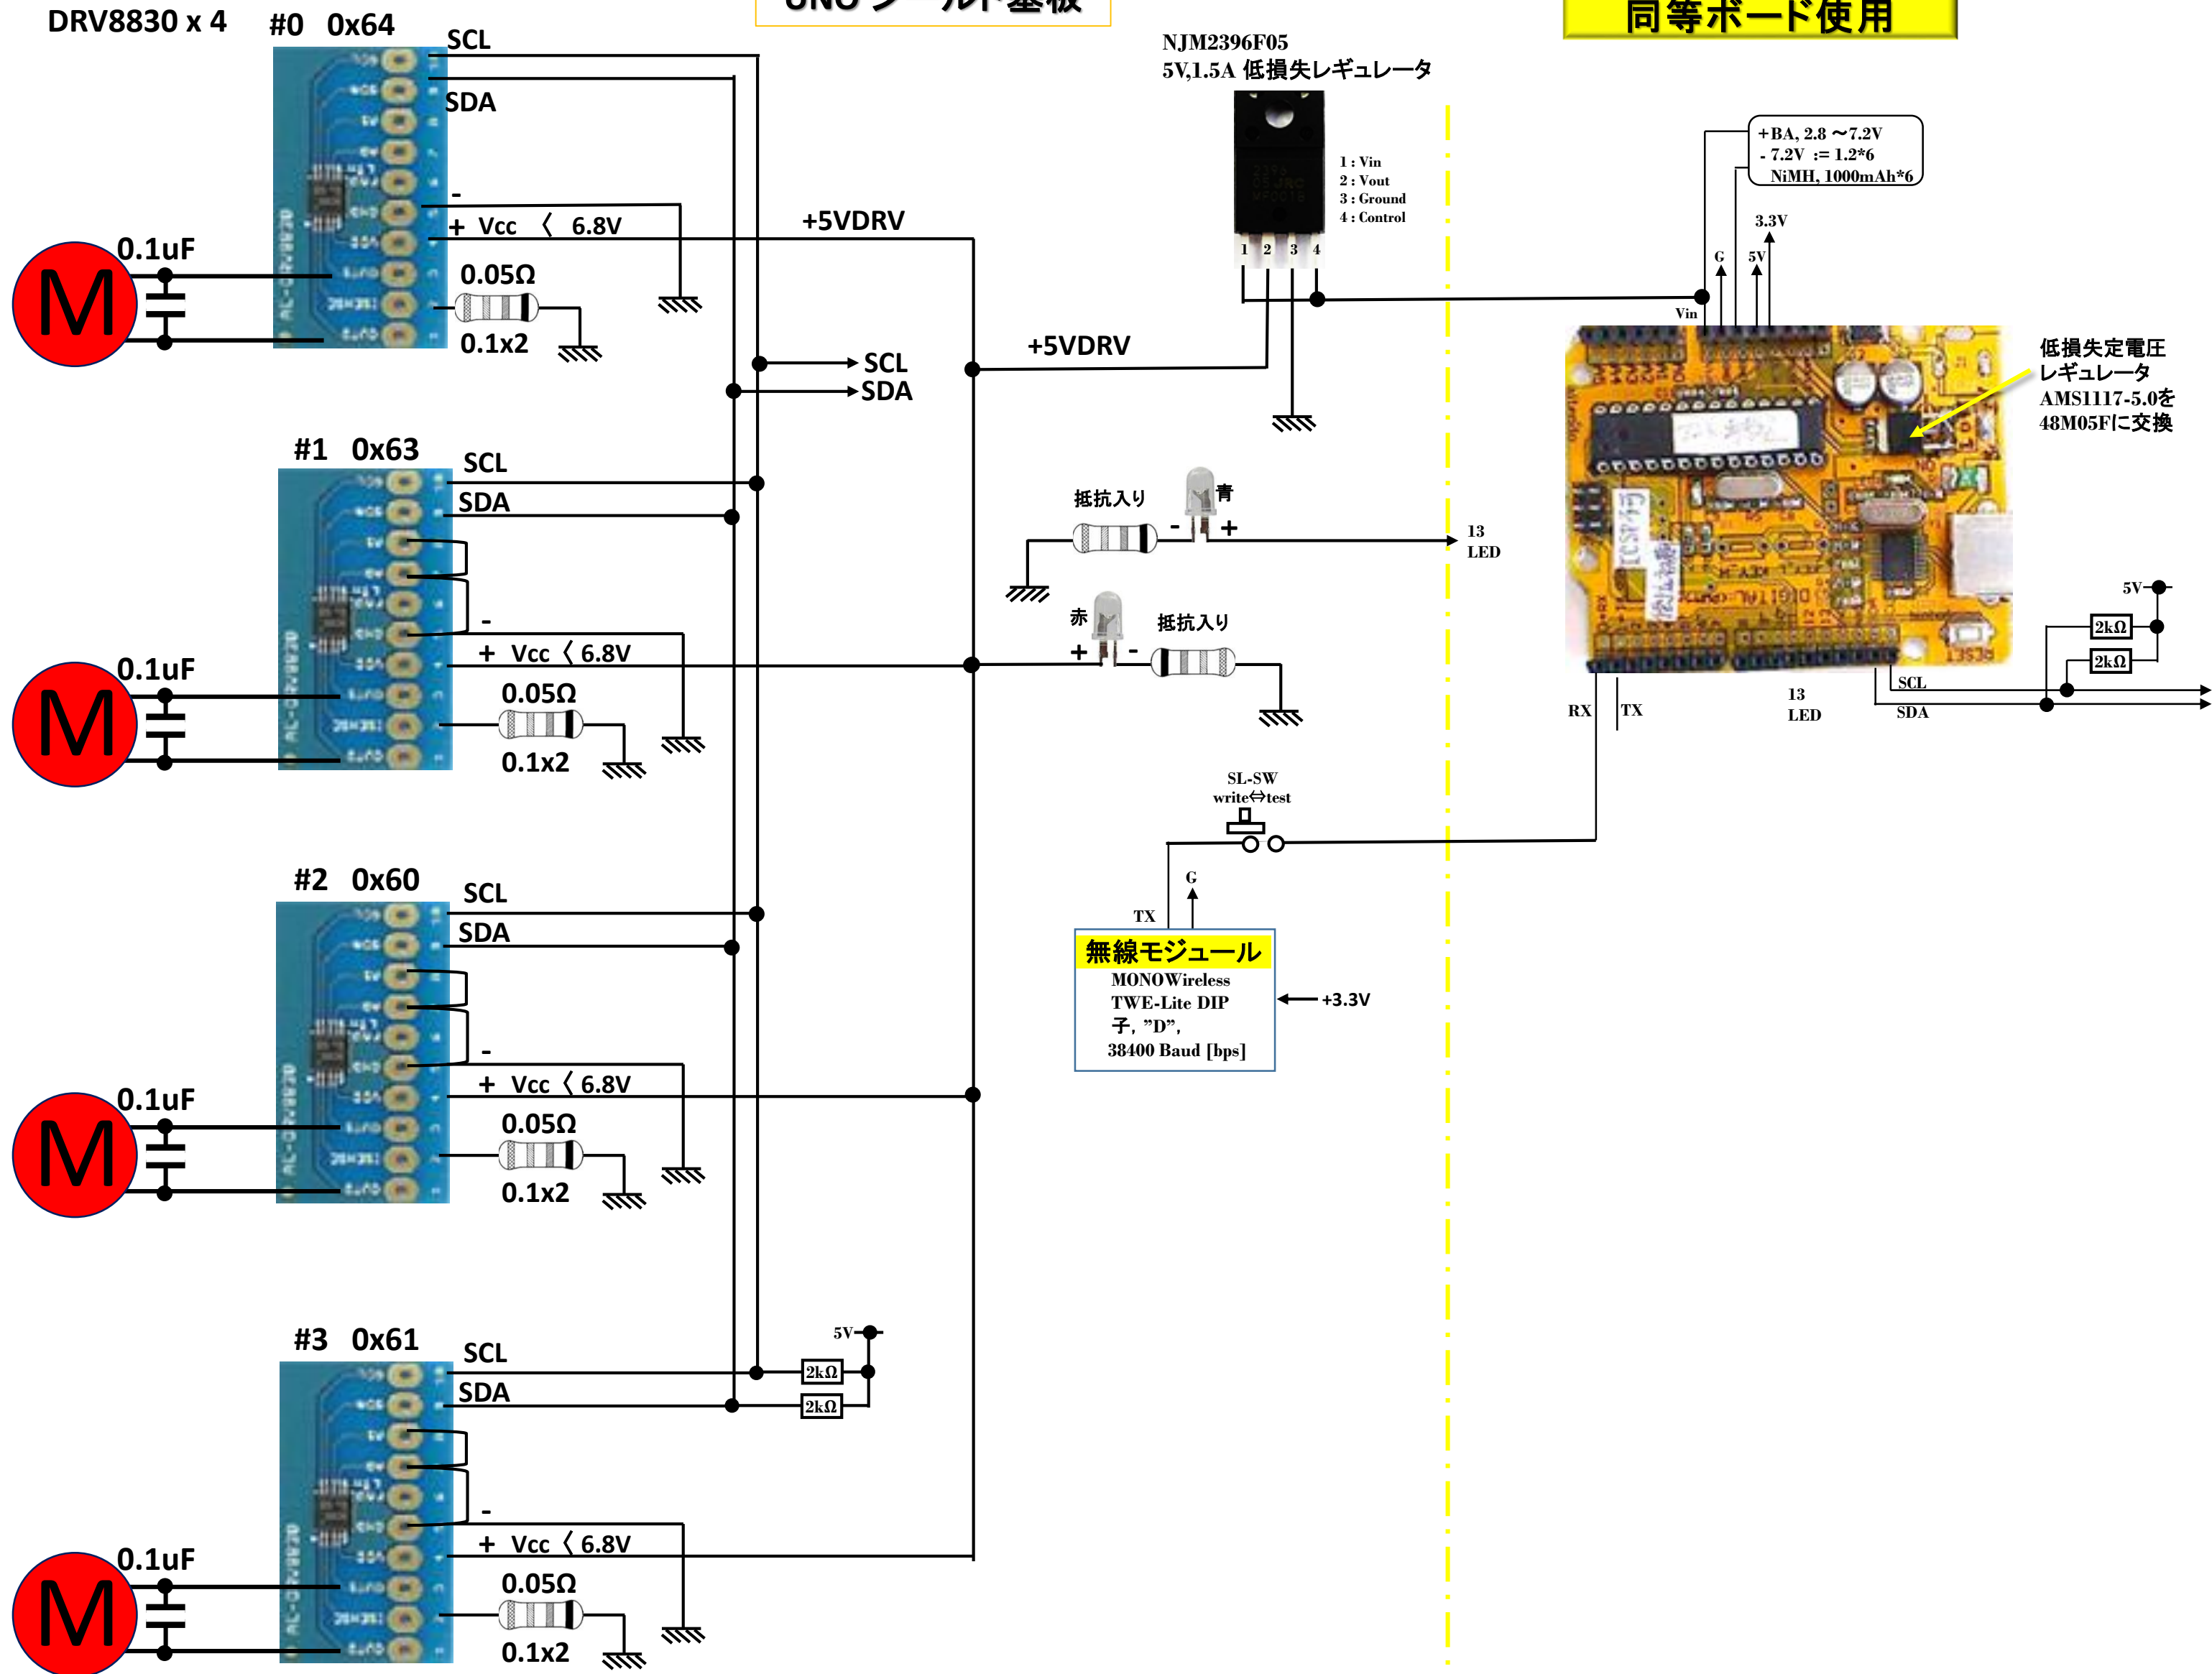 DRV8830 x 4
#0 0x64
SCL
SDA
-
+ Vcc 〈 6.8V
0.1uF
M
0.05Ω
0.1x2
+5VDRV
UNO シールド基板
同等ボード使用
NJM2396F05
5V,1.5A 低損失レギュレータ
1 : Vin
2 : Vout
3 : Ground
4 : Control
1 2 3 4
+BA, 2.8 ～7.2V
- 7.2V := 1.2*6
NiMH, 1000mAh*6
3.3V
G
5V
Vin
低損失定電圧
レギュレータ
AMS1117-5.0を
48M05Fに交換
+5VDRV
SCL
SDA
#1 0x63
SCL
SDA
-
+ Vcc 〈 6.8V
0.1uF
M
0.05Ω
0.1x2
抵抗入り
青
- +
13
LED
赤
+ -
抵抗入り
5V
2kΩ
2kΩ
SCL
SDA
RX
TX
13
LED
RESET
SL-SW
write⇔test
G
TX
無線モジュール
MONOWireless
TWE-Lite DIP
子, ”D”,
38400 Baud [bps]
+3.3V
#2 0x60
SCL
SDA
-
+ Vcc 〈 6.8V
0.1uF
M
0.05Ω
0.1x2
#3 0x61
SCL
SDA
5V
2kΩ
2kΩ
-
+ Vcc 〈 6.8V
0.1uF
M
0.05Ω
0.1x2